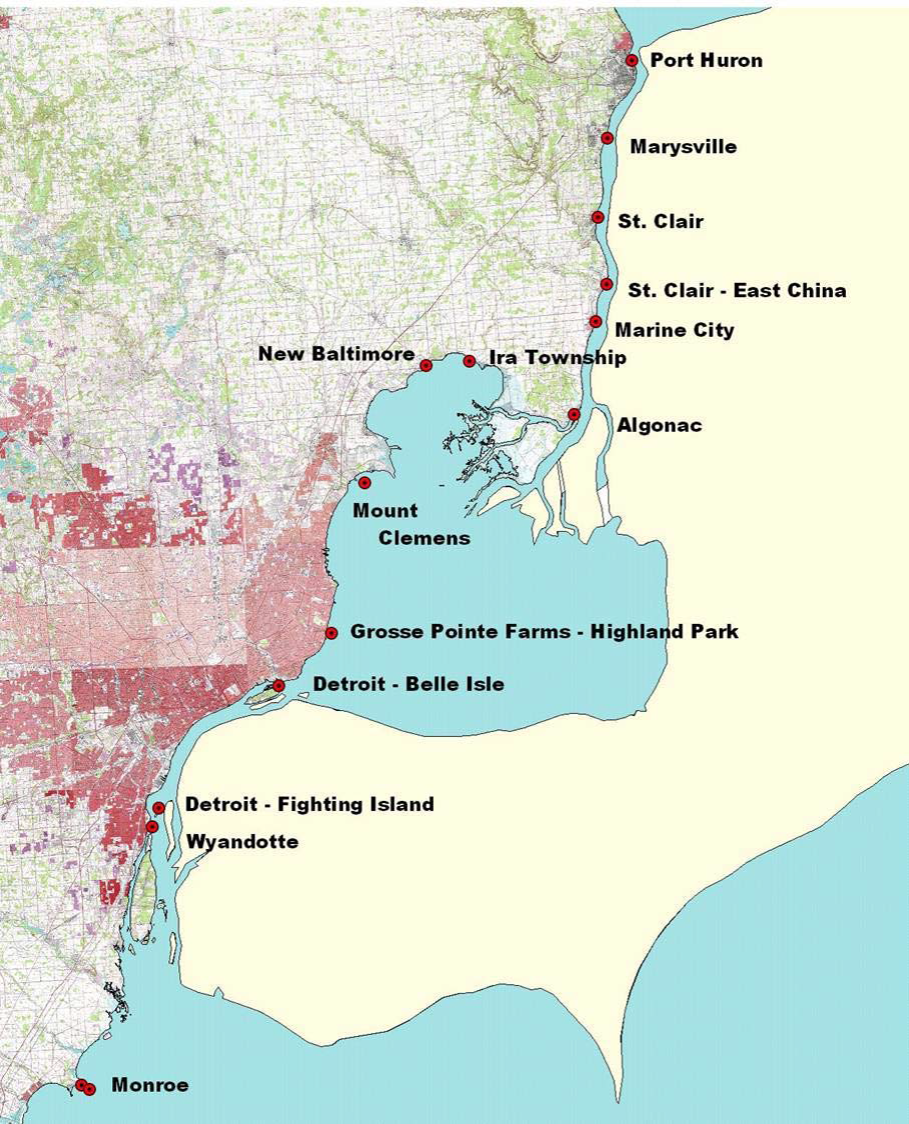 Port Huron
Marysville
St. Clair
St. Clair - East China
Marine City
New Baltimore
Ira Township
Algonac
Mount
Clemens
Grosse Pointe Farms - Highland Park
Detroit - Belle Isle
Detroit - Fighting Island
Wyandotte
Monroe